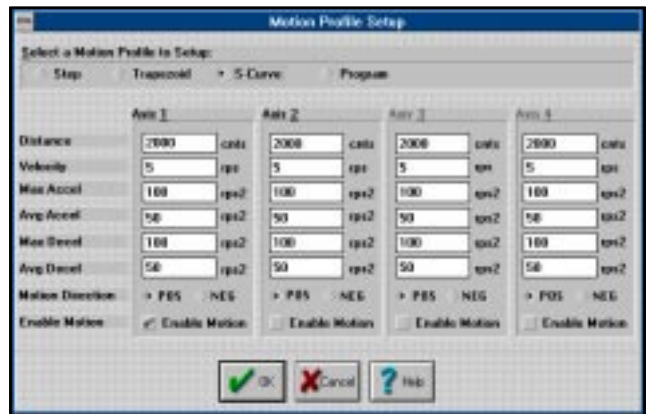 Motion Profile Setup
Select a Motion Profile to Setup:
Step Trapezoid S-Curve Program
Axis 1 Axis 2 Axis 3 Axis 4
Distance 2000 cnts 2000 cnts 2000 cnts 2000 cnts
Velocity 5 rps 5 rps 5 rps 5 rps
Max Accel 100 rps2 100 rps2 100 rps2 100 rps2
Avg Accel 50 rps2 50 rps2 50 rps2 50 rps2
Max Decel 100 rps2 100 rps2 100 rps2 100 rps2
Avg Decel 50 rps2 50 rps2 50 rps2 50 rps2
Motion Direction POS NEG POS NEG POS NEG POS NEG
Enable Motion Enable Motion Enable Motion Enable Motion Enable Motion
OK Cancel Help